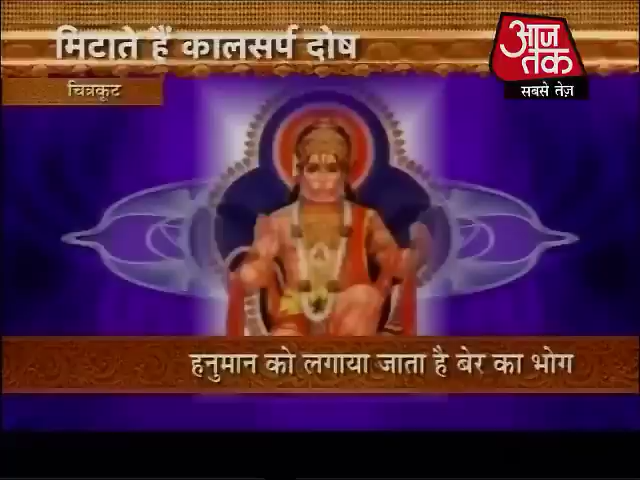 मिटाते हैं कालसर्प दोष
आज तक
सबसे तेज़
चित्रकूट
हनुमान को लगाया जाता है बेर का भोग